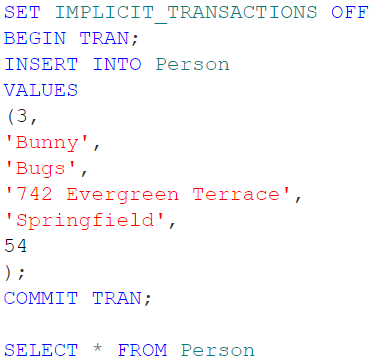 SET IMPLICIT_TRANSACTIONS OFF
BEGIN TRAN;
INSERT INTO Person
VALUES
(3,
'Bunny',
'Bugs',
'742 Evergreen Terrace',
'Springfield',
54
);
COMMIT TRAN;

SELECT * FROM Person